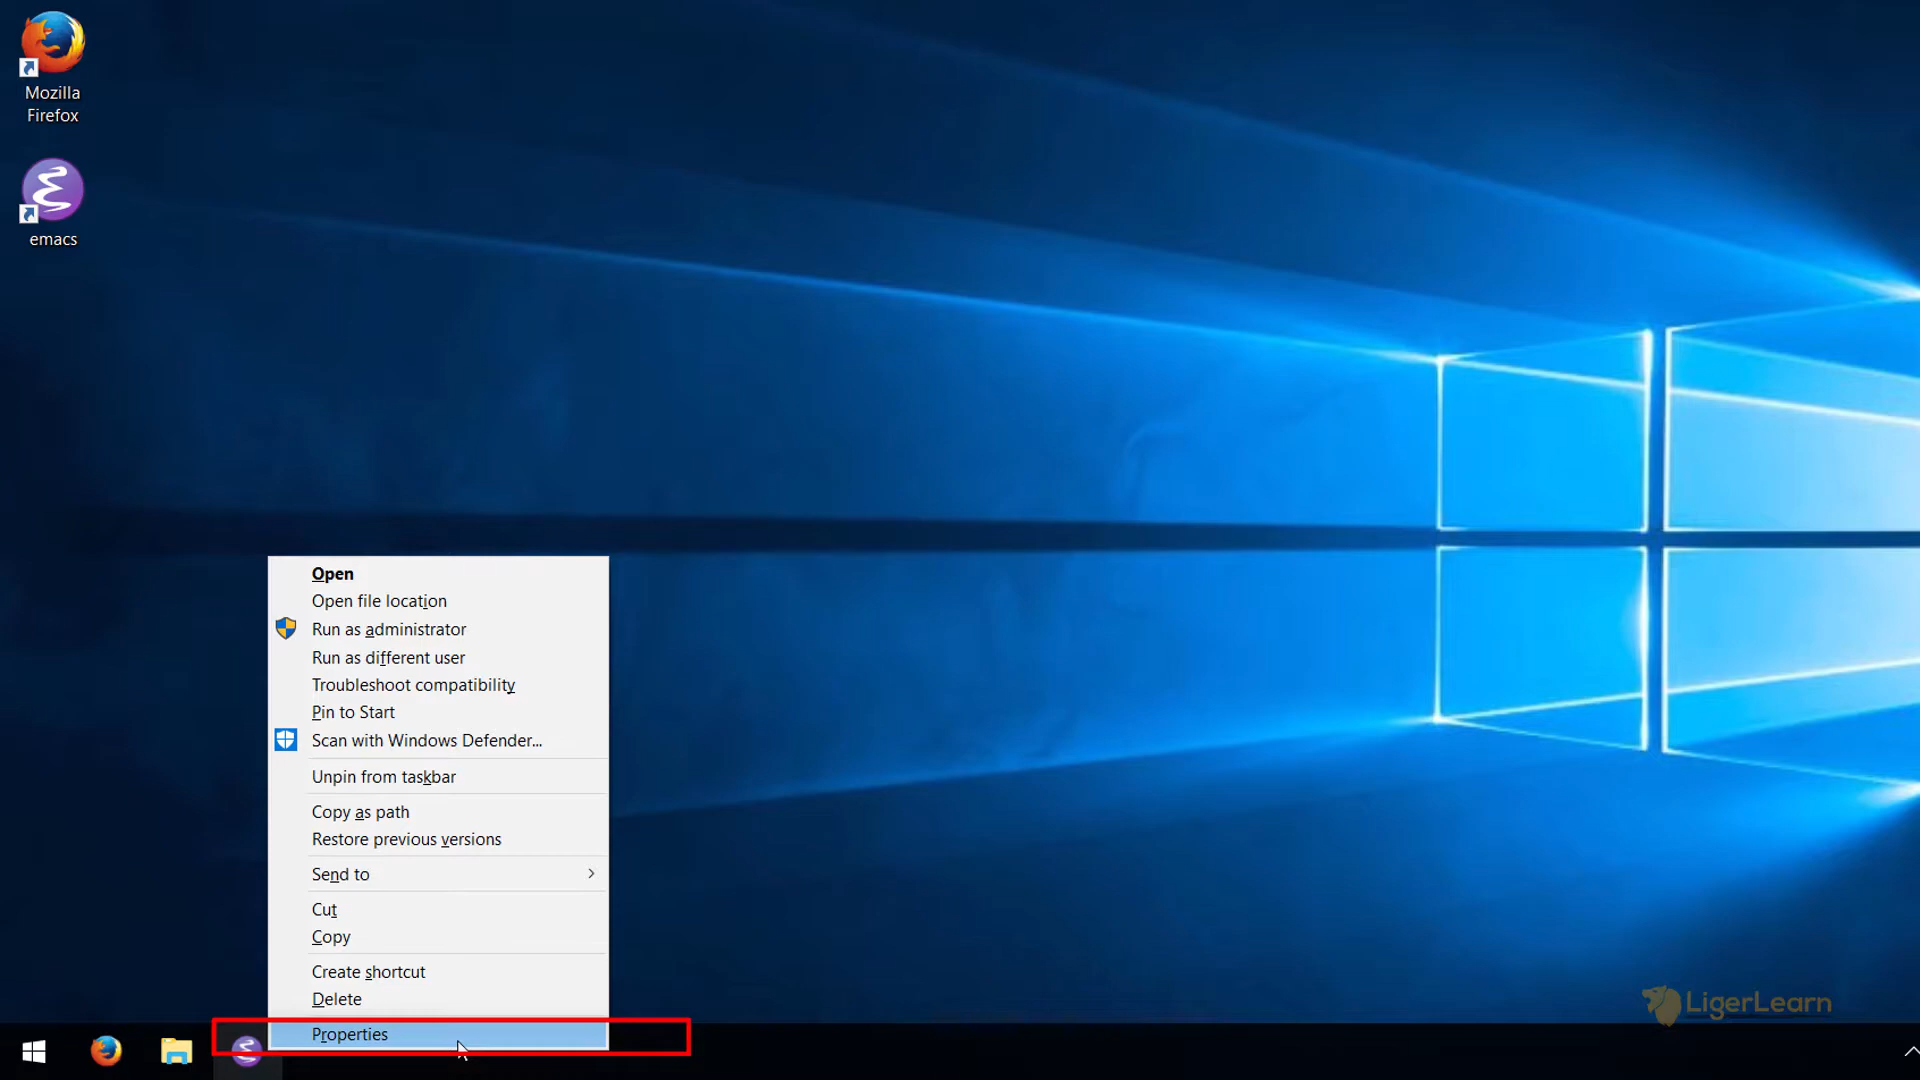 Mozilla
Firefox
emacs
Open
Open file location
Run as administrator
Run as different user
Troubleshoot compatibility
Pin to Start
Scan with Windows Defender...
Unpin from taskbar
Copy as path
Restore previous versions
Send to
Cut
Copy
Create shortcut
Delete
Properties
LigerLearn